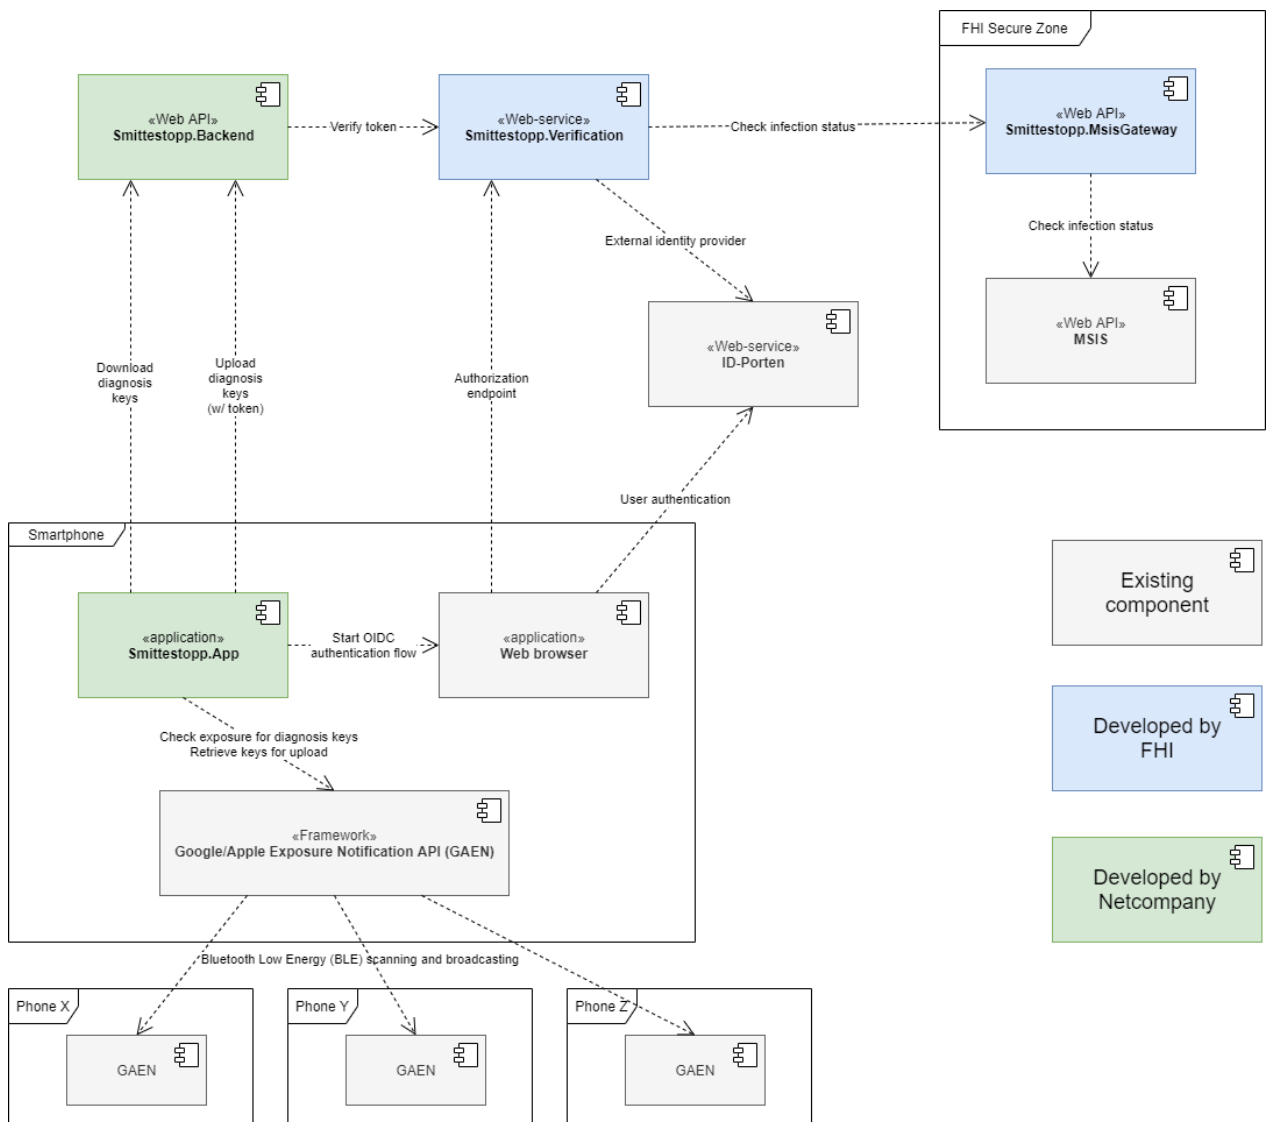 FHI Secure Zone
«Web API»
Smittestopp.Backend
Verify token
«Web-service»
Smittestopp.Verification
Check infection status
«Web API»
Smittestopp.MsisGateway
Check infection status
External identity provider
«Web API»
MSIS
«Web-service»
ID-Porten
Download
diagnosis
keys
Upload
diagnosis
keys
(w/ token)
Authorization
endpoint
User authentication
Smartphone
«application»
Smittestopp.App
Start OIDC
authentication flow
«application»
Web browser
Check exposure for diagnosis keys
Retrieve keys for upload
«Framework»
Google/Apple Exposure Notification API (GAEN)
Bluetooth Low Energy (BLE) scanning and broadcasting
Phone X
GAEN
Phone Y
GAEN
Phone Z
GAEN
Existing
component
Developed by
FHI
Developed by
Netcompany